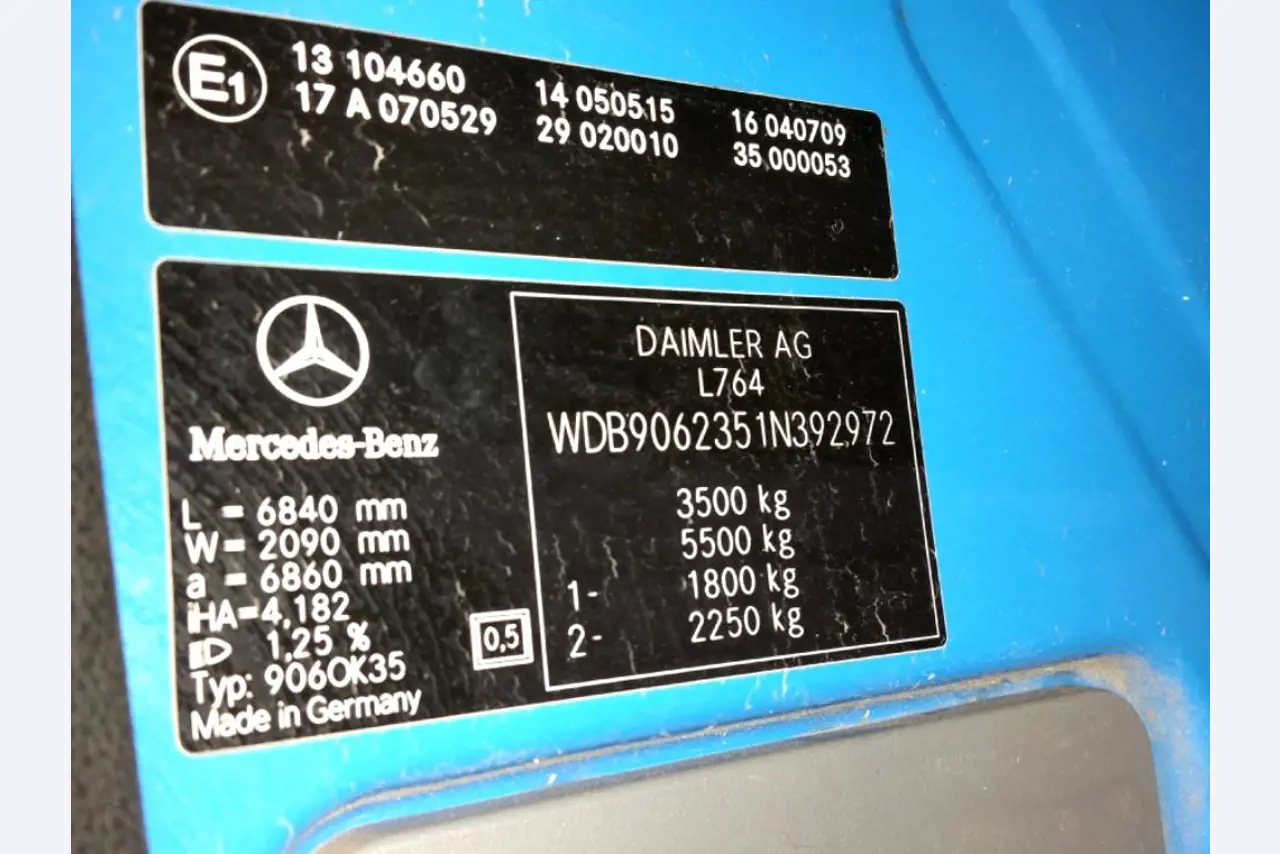 E1
13 104660 14 050515 16 040709
17 A 070529 29 020010 35 000053
Mercedes-Benz
L = 6840 mm
W= 2090 mm
a = 6860 mm
iHA=4,182
1,25 %
Typ: 906OK35
Made in Germany
0,5
DAIMLER AG
L764
WDB9062351N392972
3500 kg
5500 kg
1- 1800 kg
2- 2250 kg